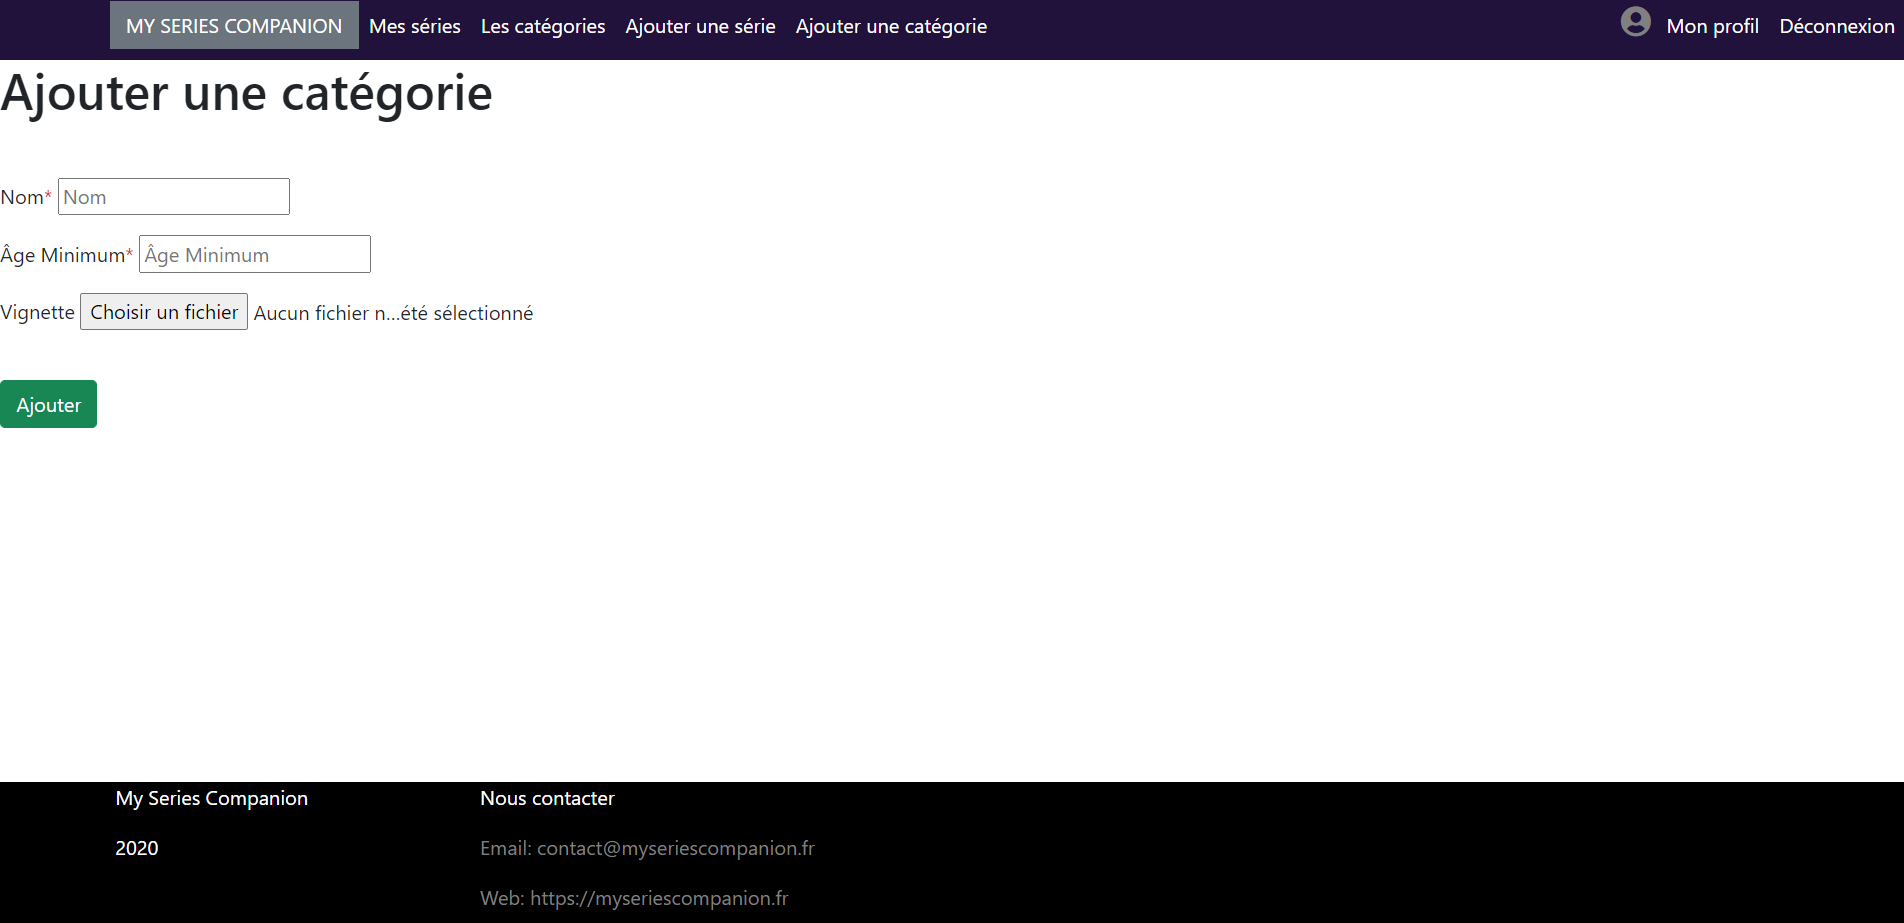 MY SERIES COMPANION Mes séries Les catégories Ajouter une série Ajouter une catégorie Mon profil Déconnexion
Ajouter une catégorie
Nom* Nom
Âge Minimum* Âge Minimum
Vignette Choisir un fichier Aucun fichier n...été sélectionné
Ajouter
My Series Companion Nous contacter
2020 Email: contact@myseriescompanion.fr
Web: https://myseriescompanion.fr